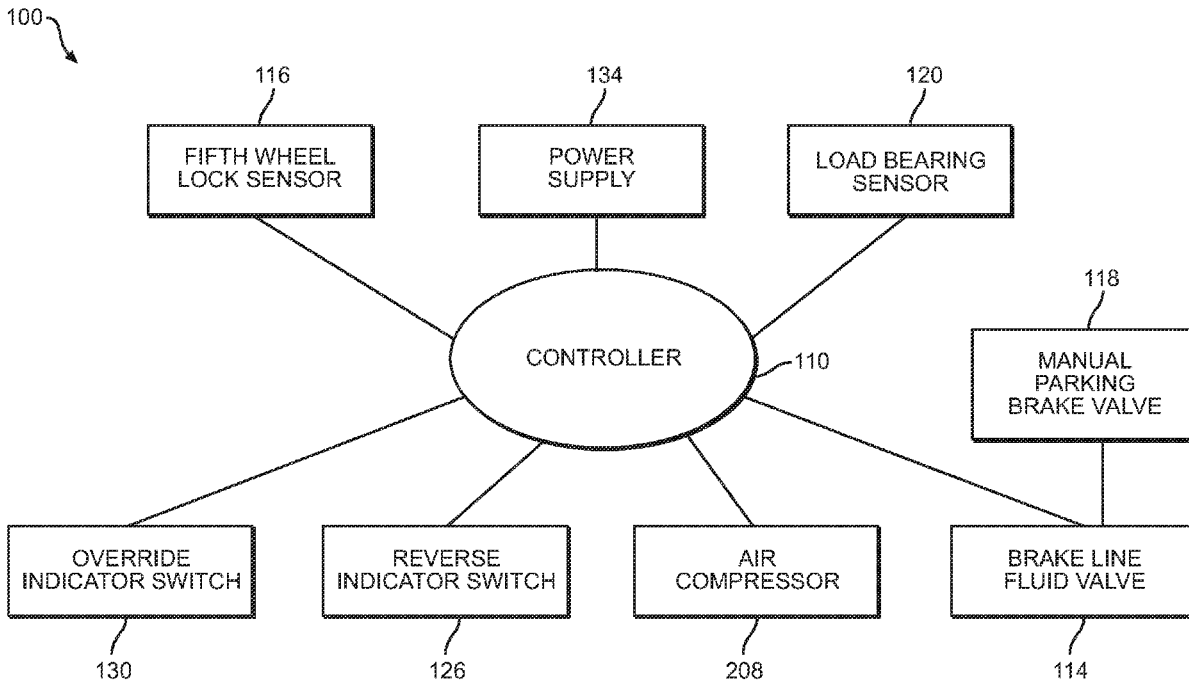 100
116
134
120
FIFTH WHEEL
LOCK SENSOR
POWER
SUPPLY
LOAD BEARING
SENSOR
118
CONTROLLER
110
MANUAL
PARKING
BRAKE VALVE
OVERRIDE
INDICATOR SWITCH
REVERSE
INDICATOR SWITCH
AIR
COMPRESSOR
BRAKE LINE
FLUID VALVE
130
126
208
114